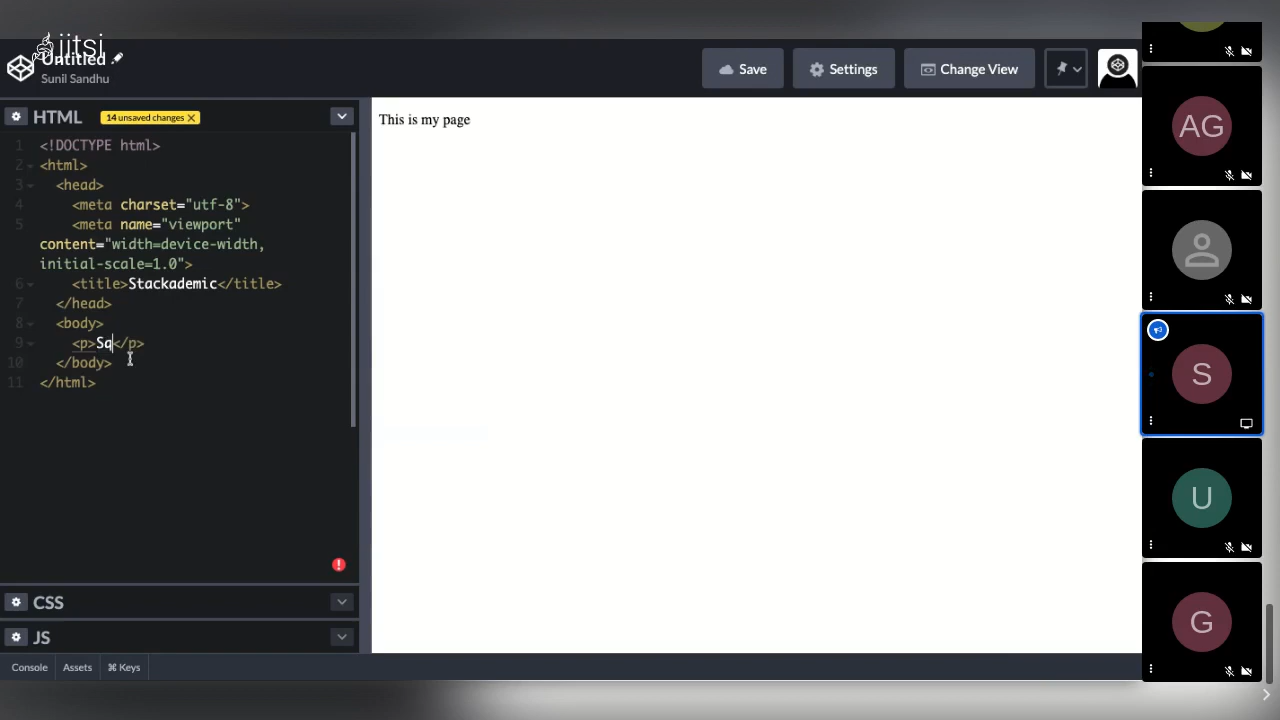 jitsi
Untitled
Sunil Sandhu
Save
Settings
Change View
HTML
14 unsaved changes X
1 <!DOCTYPE html>
2 <html>
3 <head>
4 <meta charset="utf-8">
5 <meta name="viewport"
content="width=device-width,
initial-scale=1.0">
6 <title>Stackademic</title>
7 </head>
8 <body>
9 <p>Sq</p>
10 </body>
11 </html>
This is my page
CSS
JS
Console
Assets
⌘ Keys
AG
S
U
G